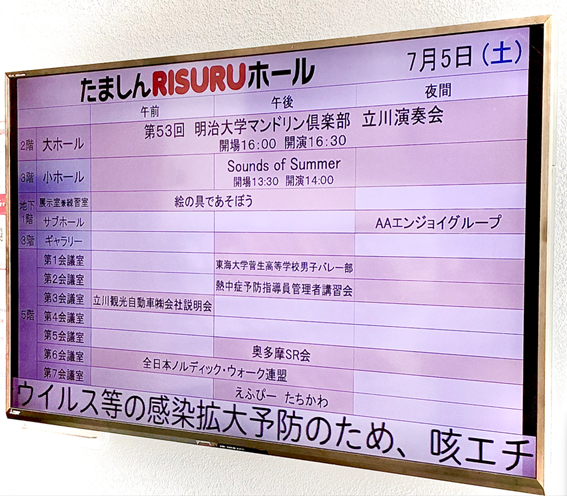 たましんRISURUホール 7月5日(土)
午前 午後 夜間
2階 大ホール 第53回 明治大学マンドリン倶楽部 立川演奏会
開場16:00 開演16:30
3階 小ホール Sounds of Summer
開場13:30 開演14:00
地下 展示室兼練習室 絵の具であそぼう
1階 サブホール AAエンジョイグループ
3階 ギャラリー
5階
第1会議室 東海大学菅生高等学校男子バレー部
第2会議室 熱中症予防指導員管理者講習会
第3会議室 立川観光自動車㈱会社説明会
第4会議室
第5会議室
第6会議室 奥多摩SR会
第7会議室 全日本ノルディック・ウォーク連盟
えふぴー たちかわ
ウイルス等の感染拡大予防のため、咳エチ